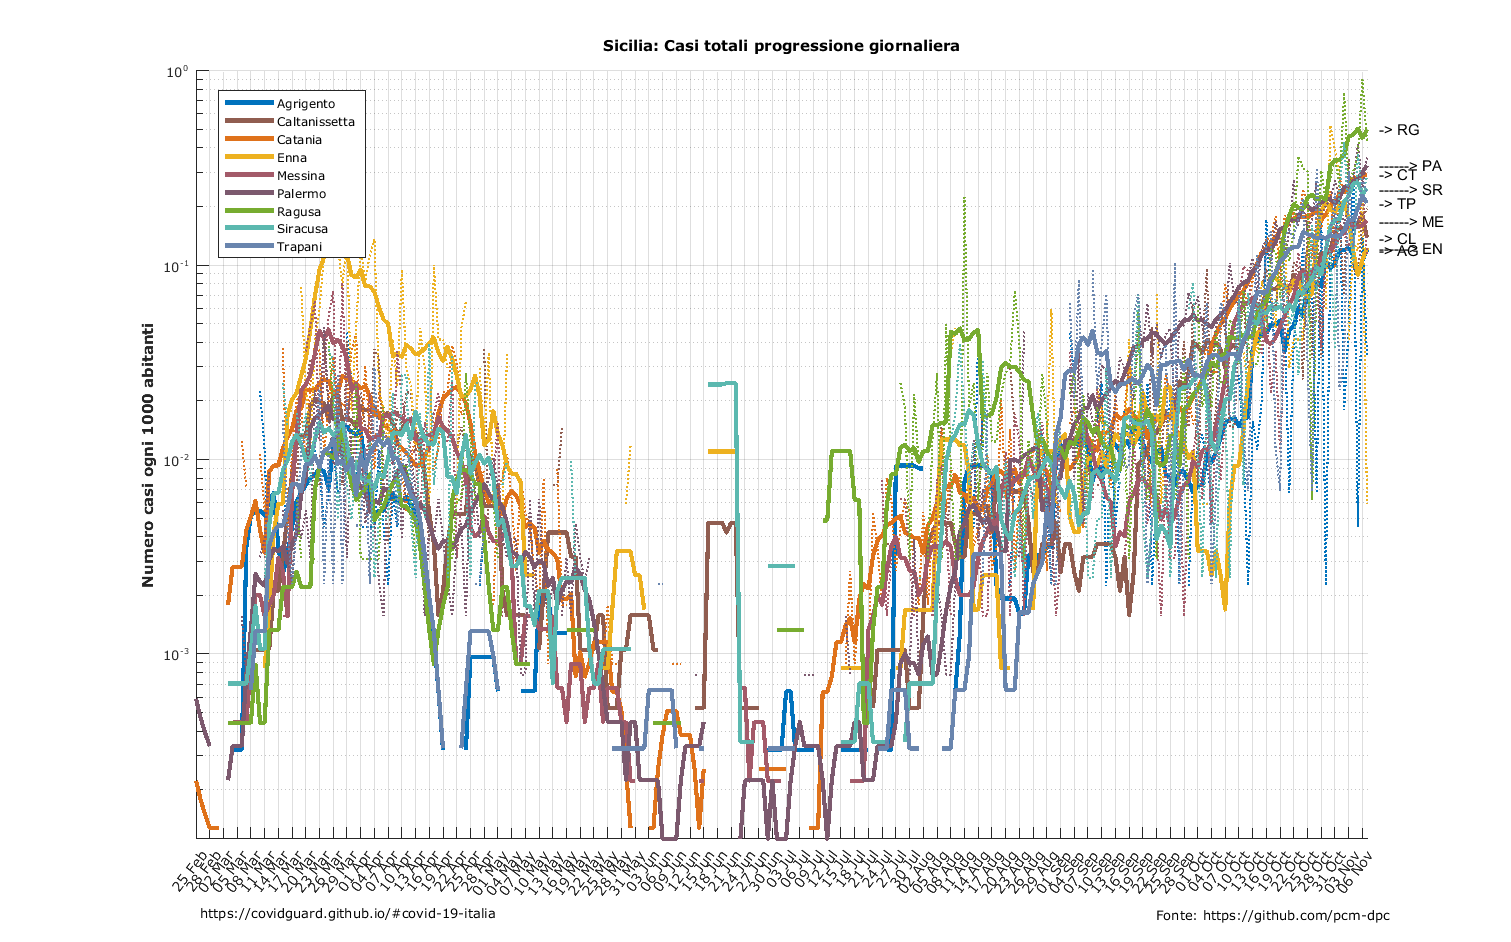 Sicilia: Casi totali progressione giornaliera
Numero casi ogni 1000 abitanti
10^0
10^-1
10^-2
10^-3
Agrigento
Caltanissetta
Catania
Enna
Messina
Palermo
Ragusa
Siracusa
Trapani
-> RG
------> PA
-> CT
------> SR
-> TP
------> ME
-> CL
------> EN
-> AG
25 Feb
28 Feb
02 Mar
05 Mar
08 Mar
11 Mar
14 Mar
17 Mar
20 Mar
23 Mar
26 Mar
29 Mar
01 Apr
04 Apr
07 Apr
10 Apr
13 Apr
16 Apr
19 Apr
22 Apr
25 Apr
28 Apr
01 May
04 May
07 May
10 May
13 May
16 May
19 May
22 May
25 May
28 May
31 May
03 Jun
06 Jun
09 Jun
12 Jun
15 Jun
18 Jun
21 Jun
24 Jun
27 Jun
30 Jun
03 Jul
06 Jul
09 Jul
12 Jul
15 Jul
18 Jul
21 Jul
24 Jul
27 Jul
30 Jul
02 Aug
05 Aug
08 Aug
11 Aug
14 Aug
17 Aug
20 Aug
23 Aug
26 Aug
29 Aug
01 Sep
04 Sep
07 Sep
10 Sep
13 Sep
16 Sep
19 Sep
22 Sep
25 Sep
28 Sep
01 Oct
04 Oct
07 Oct
10 Oct
13 Oct
16 Oct
19 Oct
22 Oct
25 Oct
28 Oct
31 Oct
03 Nov
06 Nov
https://covidguard.github.io/#covid-19-italia
Fonte: https://github.com/pcm-dpc